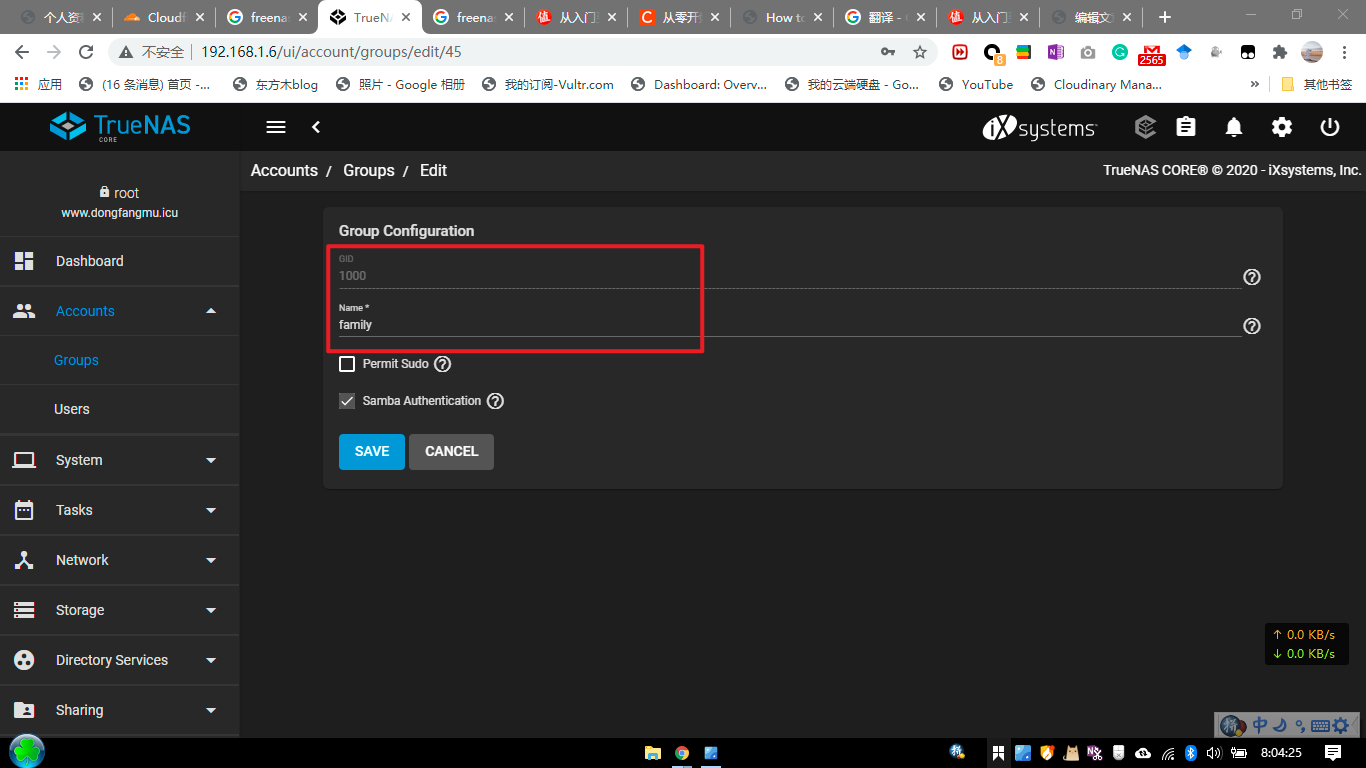 个人资
Cloudf
freena
TrueN
freena
从入门
从零开
How to
翻译 -
从入门
编辑文
不安全
192.168.1.6/ui/account/groups/edit/45
8
2565
应用
(16 条消息) 首页 -...
东方木blog
照片 - Google 相册
我的订阅-Vultr.com
Dashboard: Overv...
我的云端硬盘 - Go...
YouTube
Cloudinary Mana...
»
其他书签
TrueNAS
CORE
iXsystems
Accounts / Groups / Edit
TrueNAS CORE® © 2020 - iXsystems, Inc.
root
www.dongfangmu.icu
Dashboard
Accounts
Groups
Users
System
Tasks
Network
Storage
Directory Services
Sharing
Group Configuration
GID
1000
Name *
family
Permit Sudo
Samba Authentication
SAVE
CANCEL
↑ 0.0 KB/s
↓ 0.0 KB/s
中
8:04:25